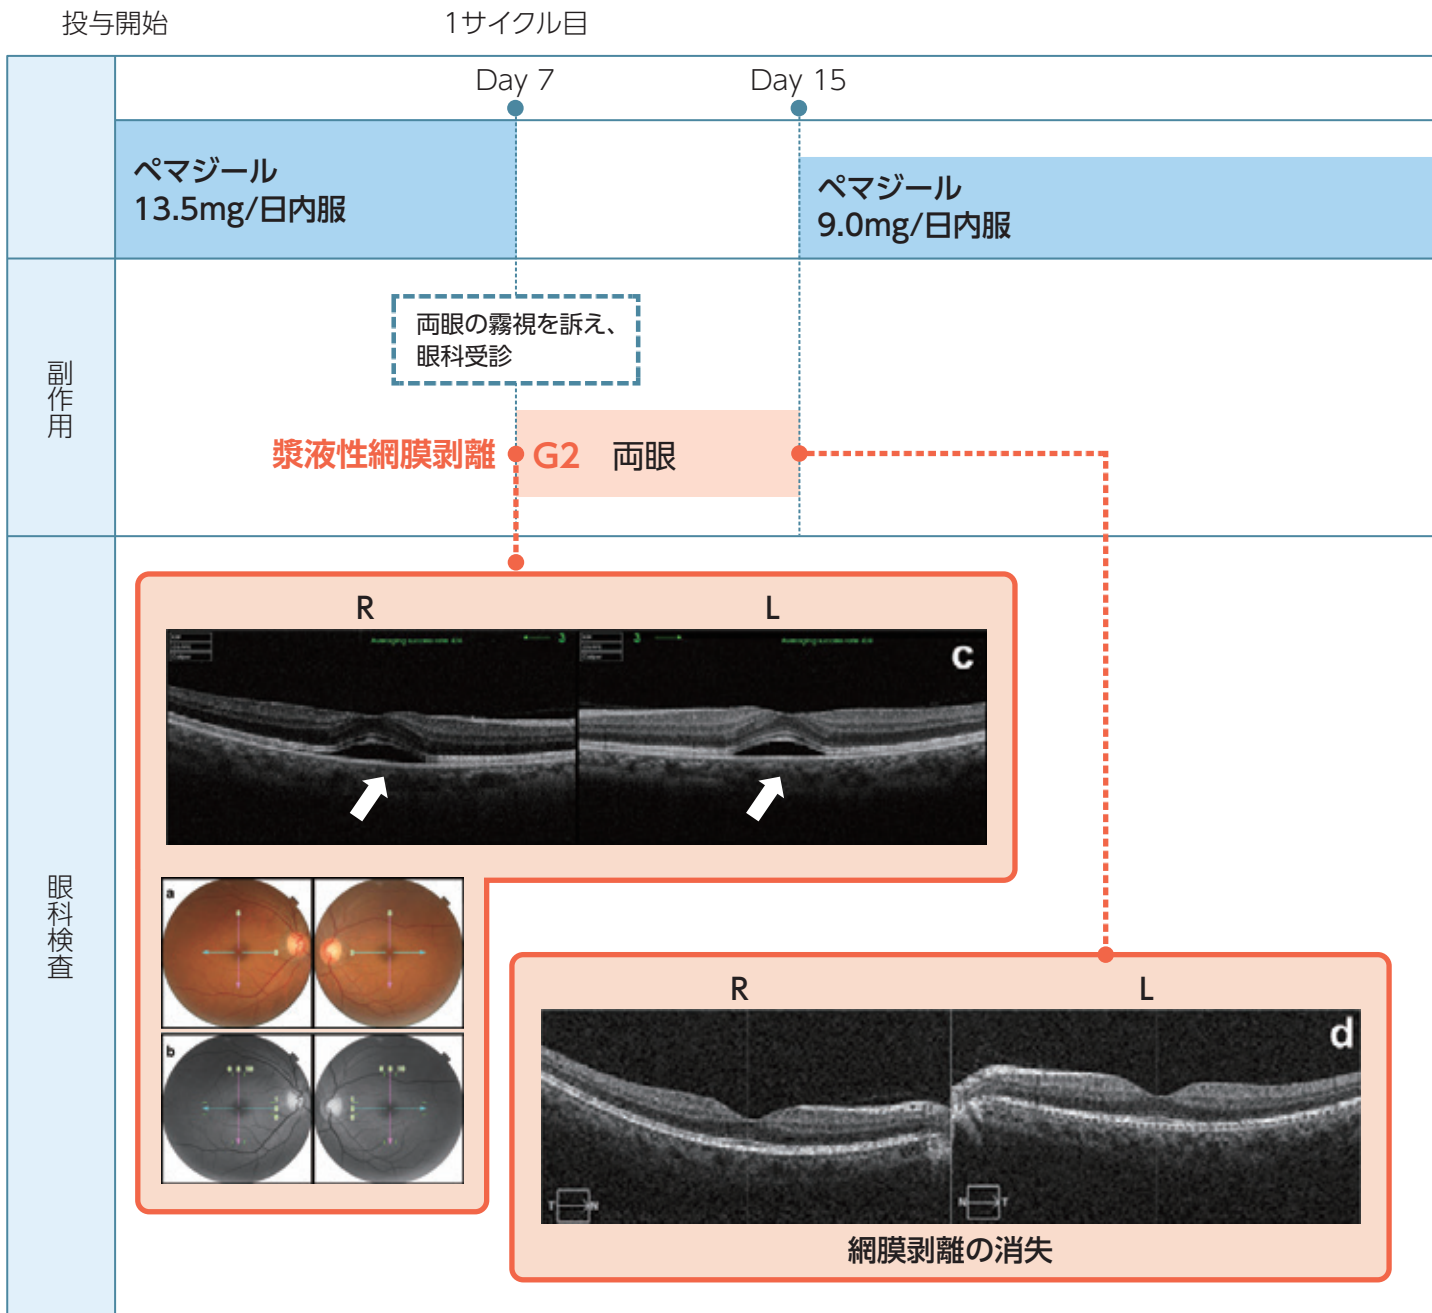 投与開始
1サイクル目
Day 7
Day 15
ペマジール
13.5mg/日内服
ペマジール
9.0mg/日内服
副作用
両眼の霧視を訴え、
眼科受診
漿液性網膜剥離
G2 両眼
眼科検査
R
L
3
3
c
a
b
R
L
d
T
N
N
T
網膜剥離の消失